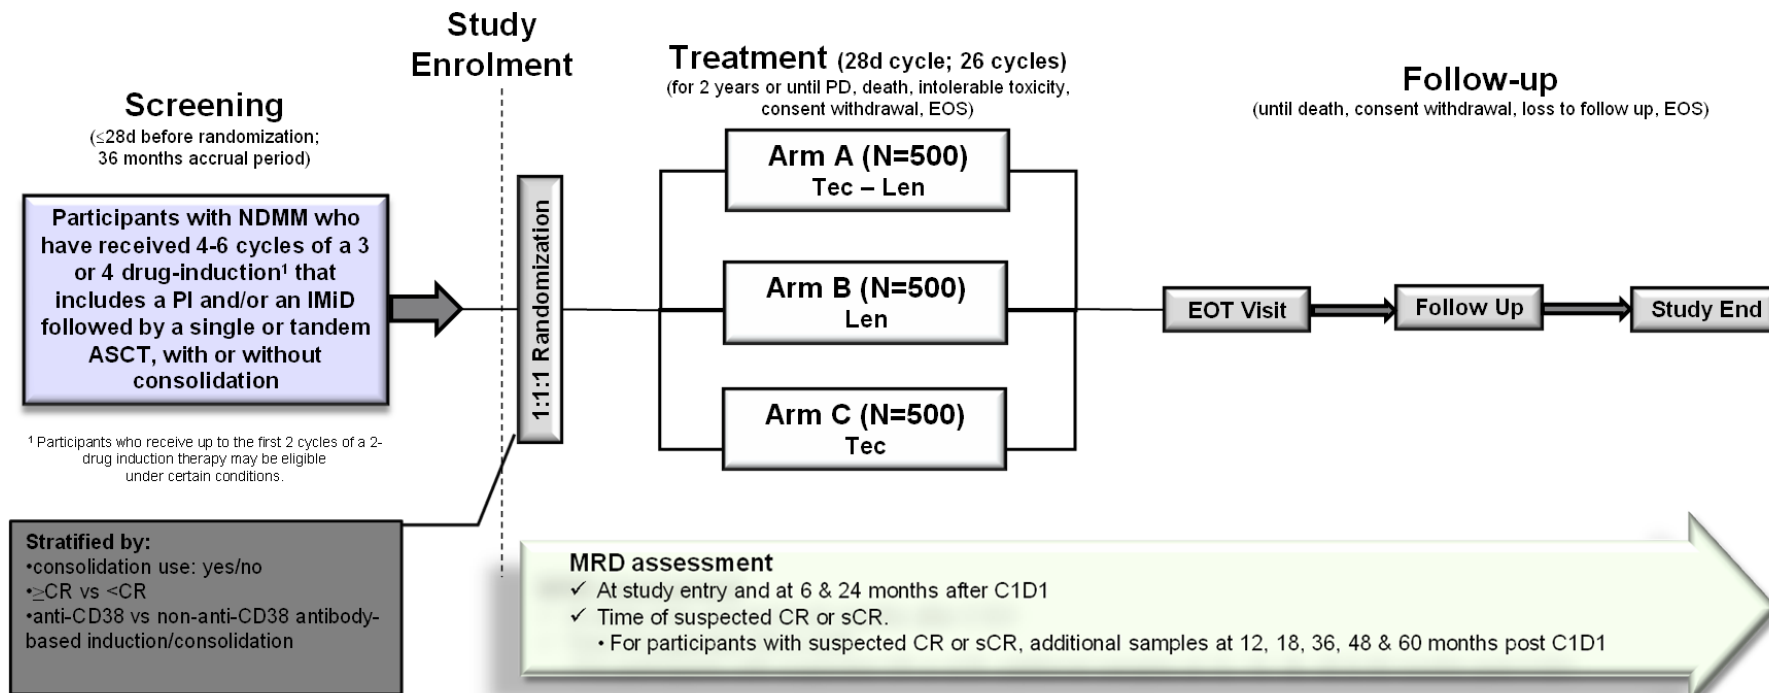 Study
Enrolment
Screening
(≤28d before randomization;
36 months accrual period)
Participants with NDMM who
have received 4-6 cycles of a 3
or 4 drug-induction¹ that
includes a PI and/or an IMiD
followed by a single or tandem
ASCT, with or without
consolidation
¹ Participants who receive up to the first 2 cycles of a 2-
drug induction therapy may be eligible
under certain conditions.
Stratified by:
•consolidation use: yes/no
•≥CR vs <CR
•anti-CD38 vs non-anti-CD38 antibody-
based induction/consolidation
1:1:1 Randomization
Treatment (28d cycle; 26 cycles)
(for 2 years or until PD, death, intolerable toxicity,
consent withdrawal, EOS)
Arm A (N=500)
Tec – Len
Arm B (N=500)
Len
Arm C (N=500)
Tec
Follow-up
(until death, consent withdrawal, loss to follow up, EOS)
EOT Visit
Follow Up
Study End
MRD assessment
✓ At study entry and at 6 & 24 months after C1D1
✓ Time of suspected CR or sCR.
• For participants with suspected CR or sCR, additional samples at 12, 18, 36, 48 & 60 months post C1D1